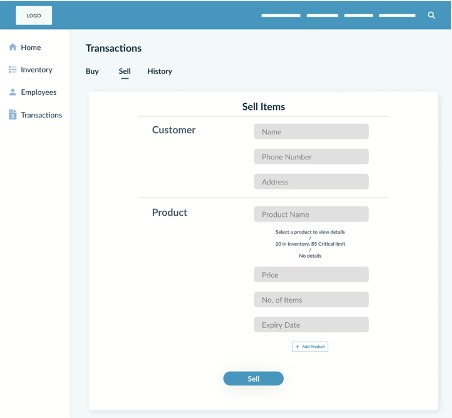 LOGO
Home
Inventory
Employees
Transactions
Transactions
Buy Sell History
Sell Items
Customer
Name
Phone Number
Address
Product
Product Name
Select a product to view details
/
20 in Inventory, 85 Critical limit
/
No details
Price
No. of Items
Expiry Date
+ Add Product
Sell